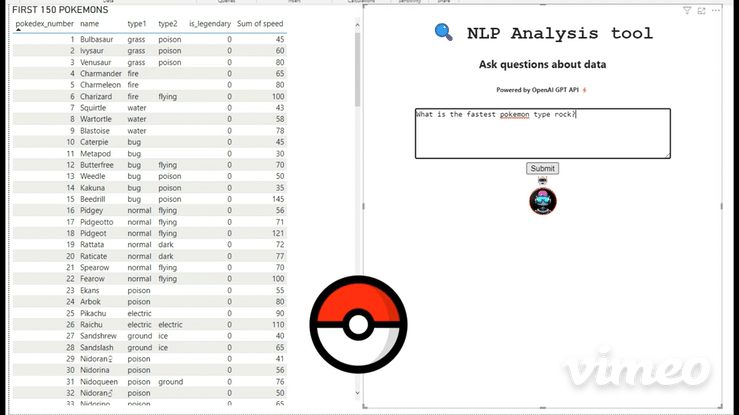 Data Queries Insert Calculations Sensitivity Share
FIRST 150 POKEMONS
pokedex_number name type1 type2 is_legendary Sum of speed
1 Bulbasaur grass poison 0 45
2 Ivysaur grass poison 0 60
3 Venusaur grass poison 0 80
4 Charmander fire 0 65
5 Charmeleon fire 0 80
6 Charizard fire flying 0 100
7 Squirtle water 0 43
8 Wartortle water 0 58
9 Blastoise water 0 78
10 Caterpie bug 0 45
11 Metapod bug 0 30
12 Butterfree bug flying 0 70
13 Weedle bug poison 0 50
14 Kakuna bug poison 0 35
15 Beedrill bug poison 0 145
16 Pidgey normal flying 0 56
17 Pidgeotto normal flying 0 71
18 Pidgeot normal flying 0 121
19 Rattata normal dark 0 72
20 Raticate normal dark 0 77
21 Spearow normal flying 0 70
22 Fearow normal flying 0 100
23 Ekans poison 0 55
24 Arbok poison 0 80
25 Pikachu electric 0 90
26 Raichu electric electric 0 110
27 Sandshrew ground ice 0 40
28 Sandslash ground ice 0 65
29 Nidoran♀ poison 0 41
30 Nidorina poison 0 56
31 Nidoqueen poison ground 0 76
32 Nidoran♂ poison 0 50
33 Nidorino poison 0 65
NLP Analysis tool
Ask questions about data
Powered by OpenAI GPT API
What is the fastest pokemon type rock?
Submit
vimeo